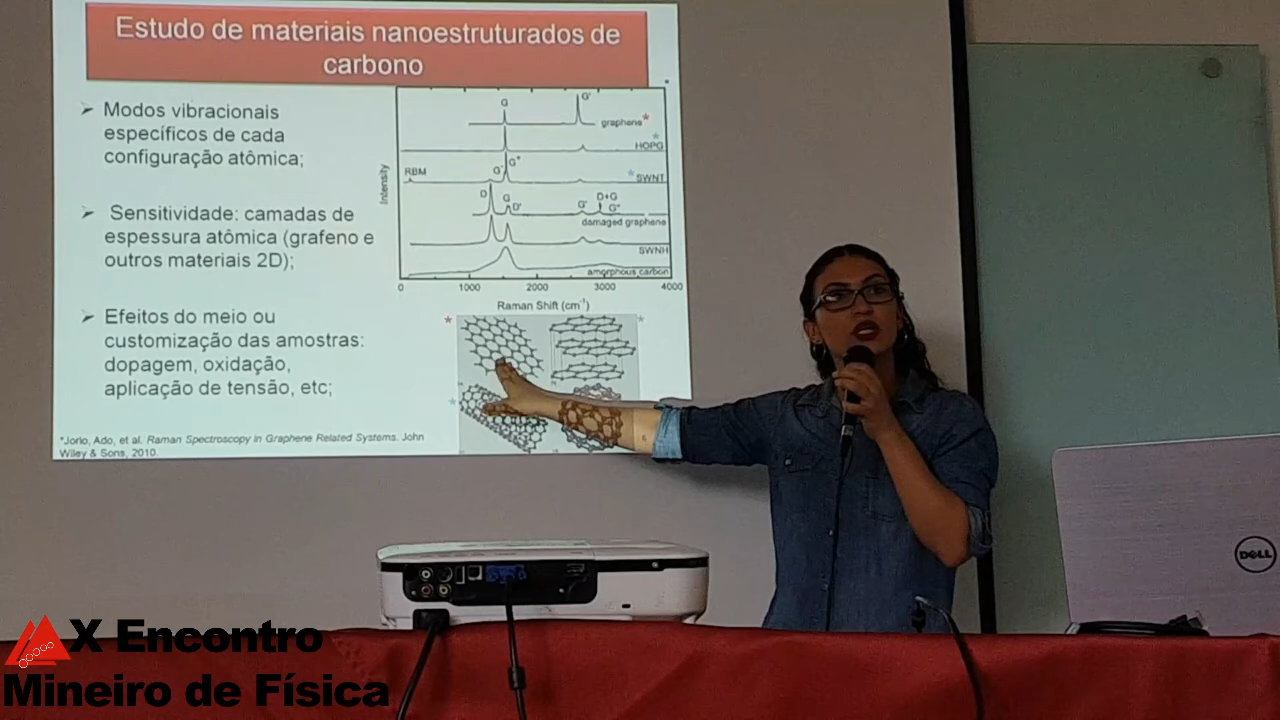 Estudo de materiais nanoestruturados de
carbono
➢ Modos vibracionais
específicos de cada
configuração atômica;
➢ Sensitividade: camadas de
espessura atômica (grafeno e
outros materiais 2D);
➢ Efeitos do meio ou
customização das amostras:
dopagem, oxidação,
aplicação de tensão, etc;
*Jorio, Ado, et al. Raman Spectroscopy in Graphene Related Systems. John
Wiley & Sons, 2010.
*
Intensity
G G'
graphene*
*
HOPG
RBM G- G+
*SWNT
D G D' G' D+G G"
damaged graphene
SWNH
amorphous carbon
0 1000 2000 3000 4000
Raman Shift (cm-1)
* *
*
DELL
X Encontro
Mineiro de Física